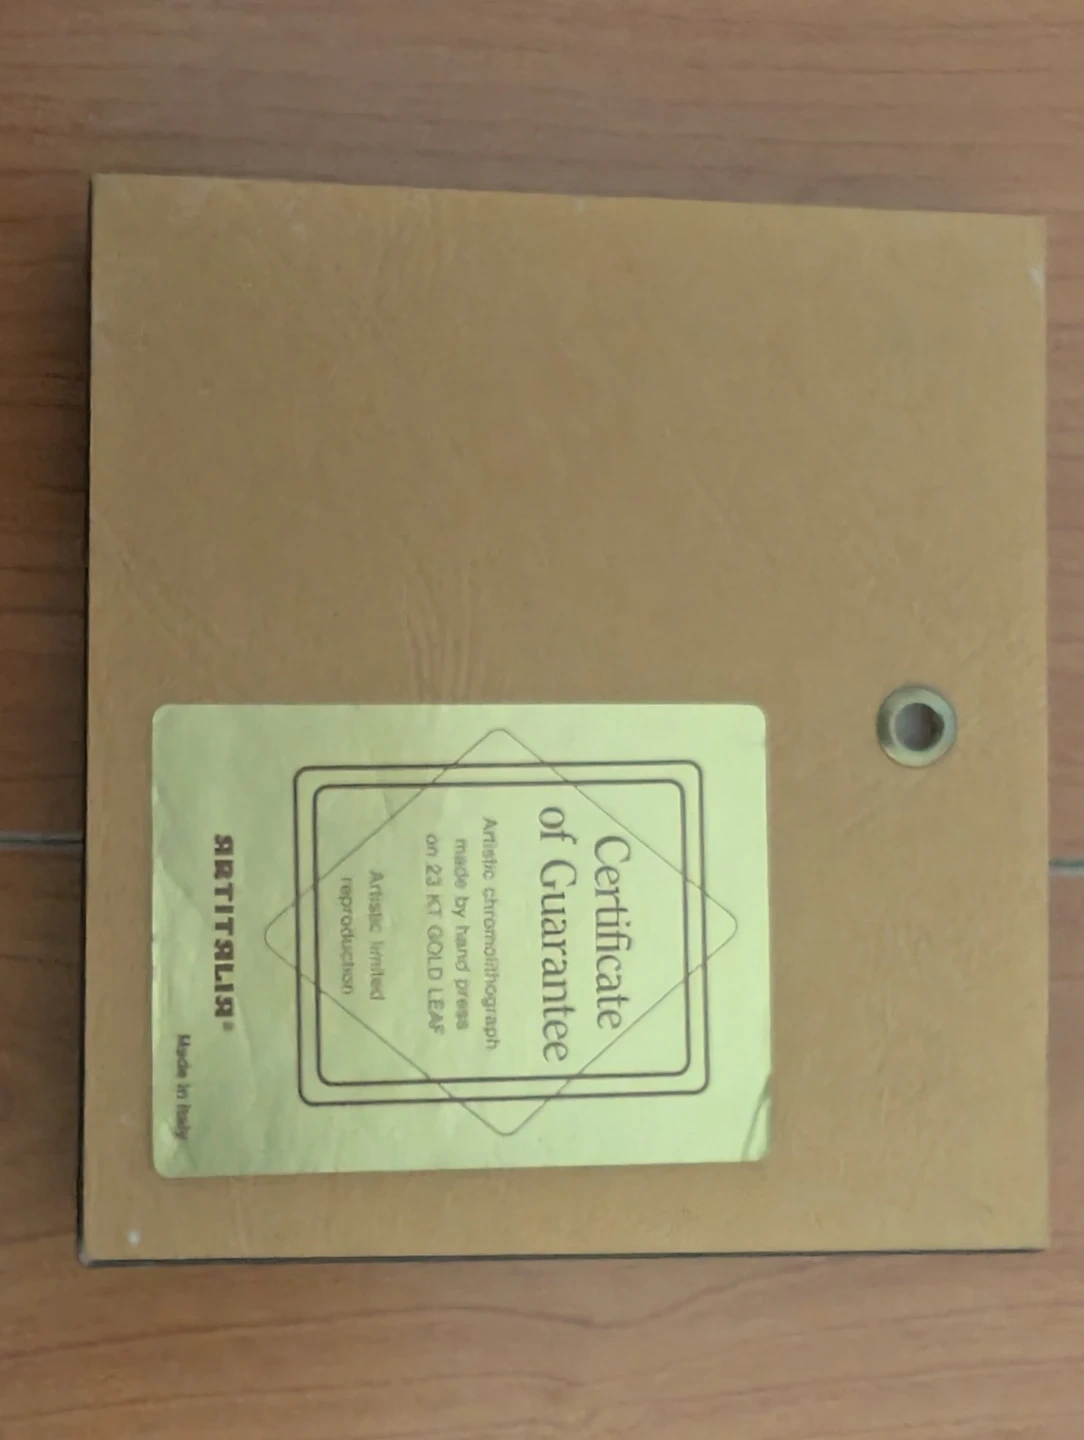 Certificate
of Guarantee
Artistic chromolithograph
made by hand press
on 23 KT GOLD LEAF
Artistic limited
reproduction
ARTITALIA®
Made in Italy